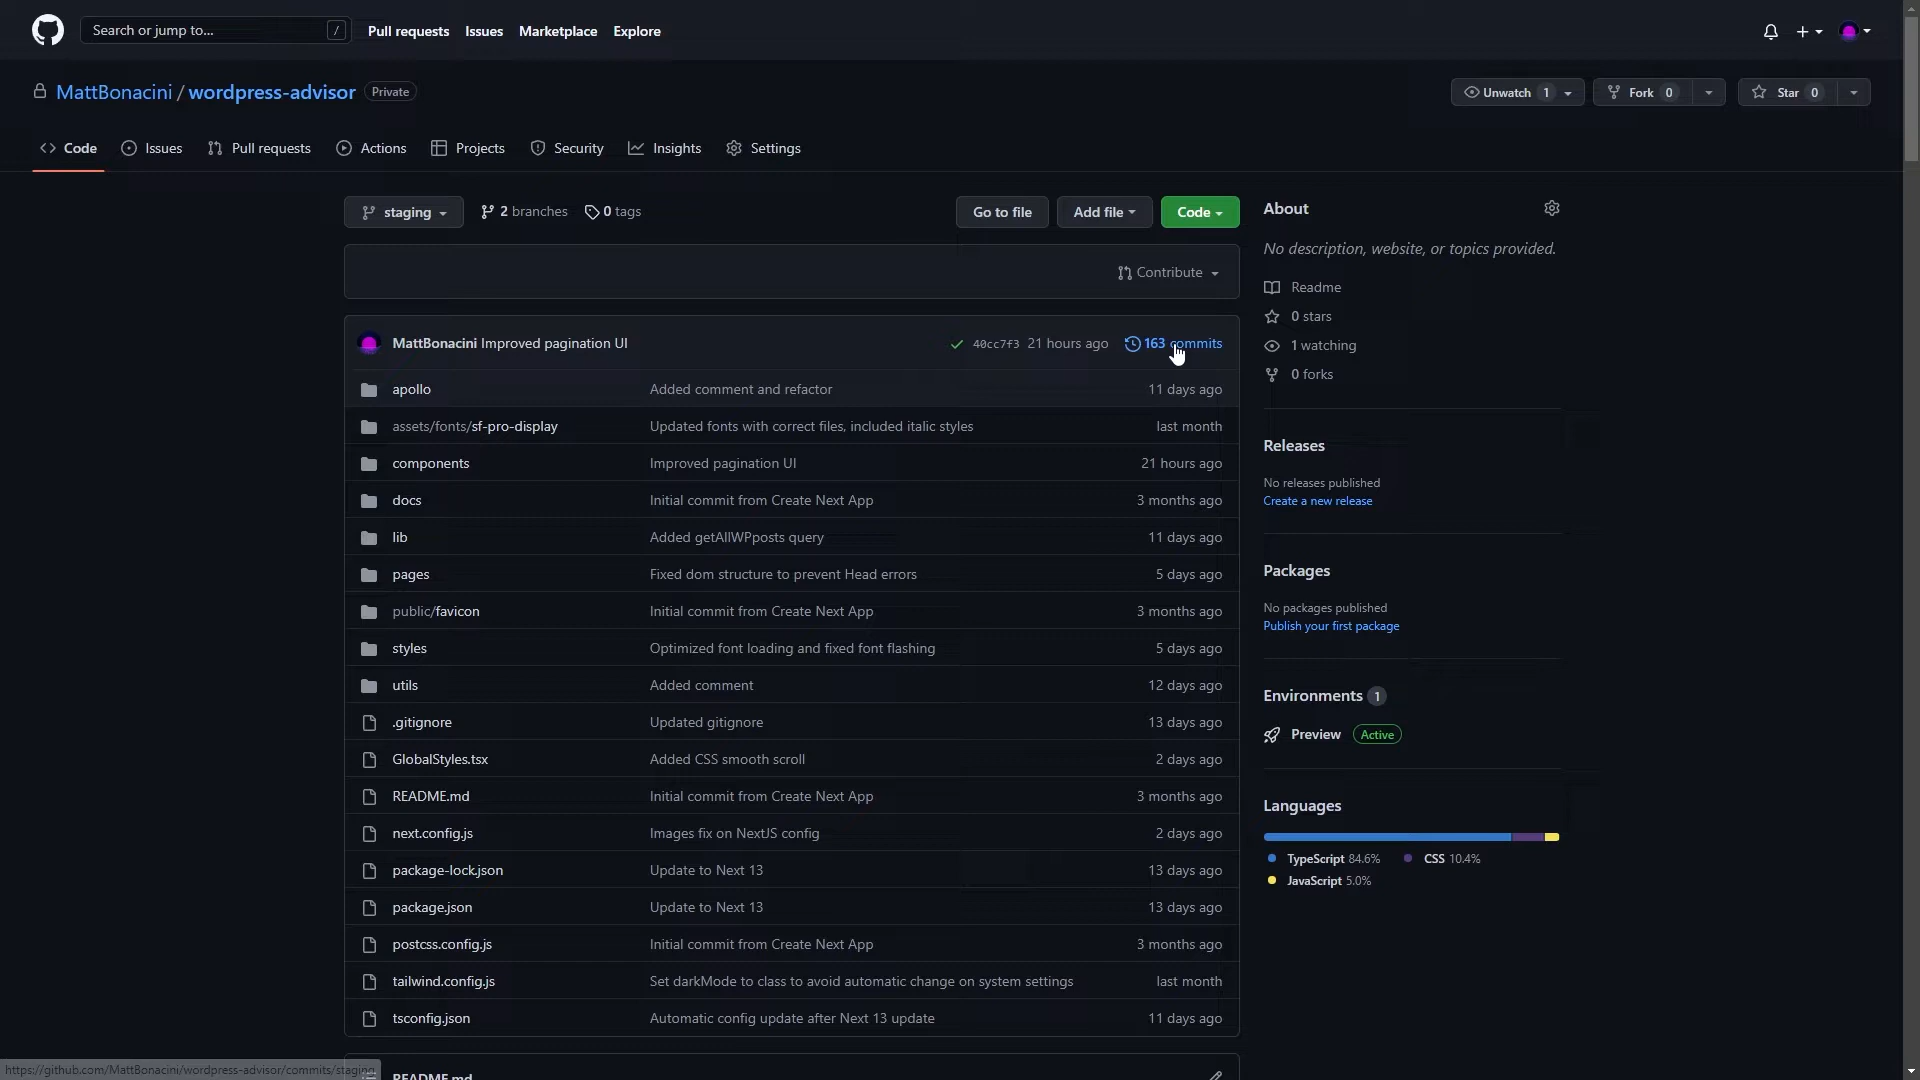 Search or jump to... / Pull requests Issues Marketplace Explore
MattBonacini / wordpress-advisor Private Unwatch 1 Fork 0 Star 0
Code Issues Pull requests Actions Projects Security Insights Settings
staging 2 branches 0 tags Go to file Add file Code
Contribute
MattBonacini Improved pagination UI 40cc7f3 21 hours ago 163 commits
apollo Added comment and refactor 11 days ago
assets/fonts/sf-pro-display Updated fonts with correct files, included italic styles last month
components Improved pagination UI 21 hours ago
docs Initial commit from Create Next App 3 months ago
lib Added getAllWPposts query 11 days ago
pages Fixed dom structure to prevent Head errors 5 days ago
public/favicon Initial commit from Create Next App 3 months ago
styles Optimized font loading and fixed font flashing 5 days ago
utils Added comment 12 days ago
.gitignore Updated gitignore 13 days ago
GlobalStyles.tsx Added CSS smooth scroll 2 days ago
README.md Initial commit from Create Next App 3 months ago
next.config.js Images fix on NextJS config 2 days ago
package-lock.json Update to Next 13 13 days ago
package.json Update to Next 13 13 days ago
postcss.config.js Initial commit from Create Next App 3 months ago
tailwind.config.js Set darkMode to class to avoid automatic change on system settings last month
tsconfig.json Automatic config update after Next 13 update 11 days ago
README.md
About
No description, website, or topics provided.
Readme
0 stars
1 watching
0 forks
Releases
No releases published
Create a new release
Packages
No packages published
Publish your first package
Environments 1
Preview Active
Languages
TypeScript 84.6% CSS 10.4%
JavaScript 5.0%
https://github.com/MattBonacini/wordpress-advisor/commits/staging